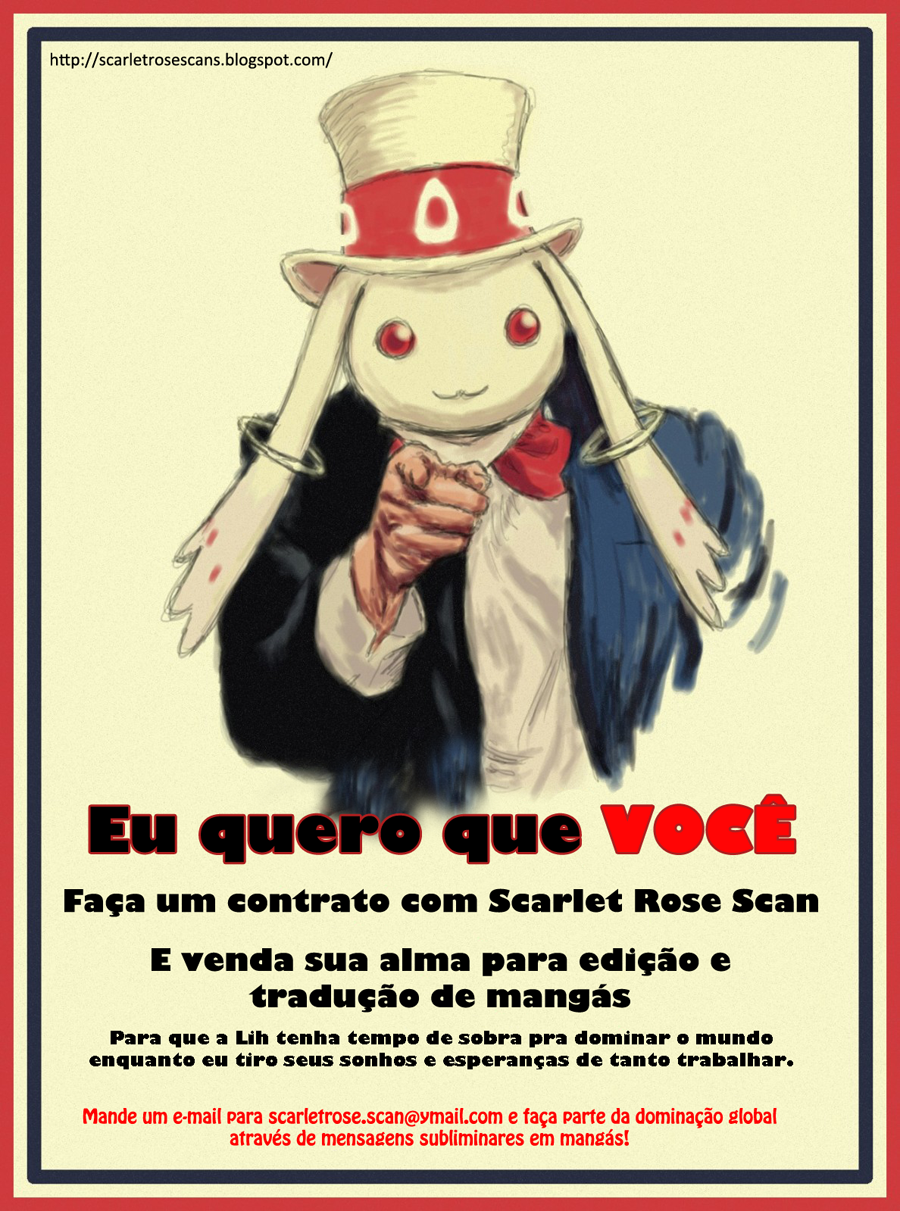 http://scarletrosescans.blogspot.com/
Eu quero que VOCÊ
Faça um contrato com Scarlet Rose Scan
E venda sua alma para edição e
tradução de mangás
Para que a Lih tenha tempo de sobra pra dominar o mundo
enquanto eu tiro seus sonhos e esperanças de tanto trabalhar.
Mande um e-mail para scarletrose.scan@ymail.com e faça parte da dominação global
através de mensagens subliminares em mangás!